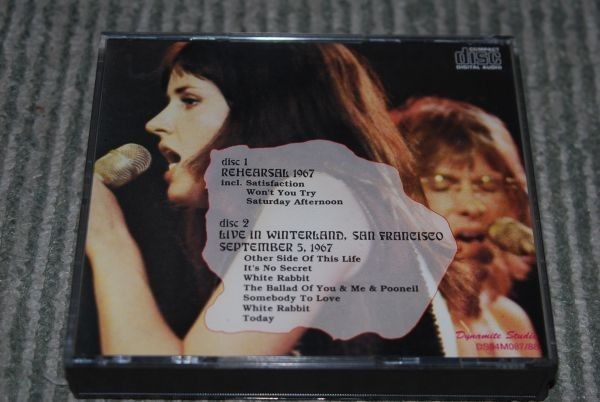 COMPACT
disc
DIGITAL AUDIO
disc 1
REHEARSAL 1967
incl. Satisfaction
Won't You Try
Saturday Afternoon
disc 2
LIVE IN WINTERLAND, SAN FRANCISCO
SEPTEMBER 5, 1967
Other Side Of This Life
It's No Secret
White Rabbit
The Ballad Of You & Me & Pooneil
Somebody To Love
White Rabbit
Today
Dynamite Studio
DS94M087/88